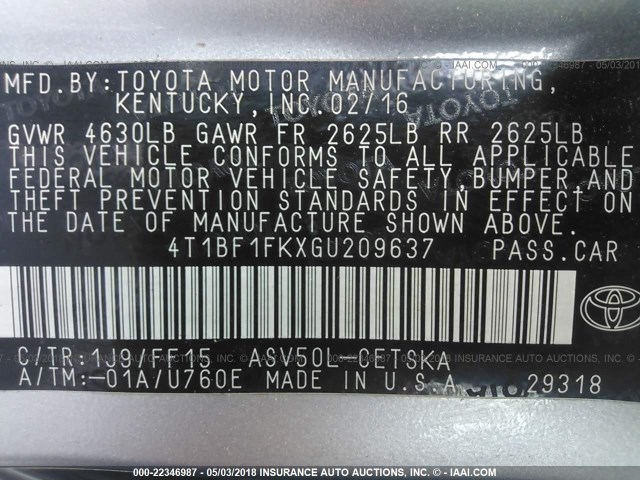 MFD.BY:TOYOTA MOTOR MANUFACTURING,
KENTUCKY,INC 02/16
GVWR 4630LB GAWR FR 2625LB RR 2625LB
THIS VEHICLE CONFORMS TO ALL APPLICABLE
FEDERAL MOTOR VEHICLE SAFETY,BUMPER,AND
THEFT PREVENTION STANDARDS IN EFFECT ON
THE DATE OF MANUFACTURE SHOWN ABOVE.
4T1BF1FKXGU209637 PASS.CAR
C/TR:1J9/FF15 ASV50L-CETSKA
A/TM:-01A/U760E MADE IN U.S.A. 29318
000-22346987 - 05/03/2018 INSURANCE AUTO AUCTIONS - IAAI.COM